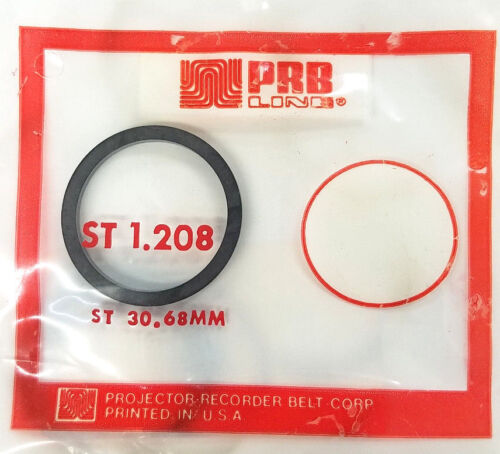 PRB
LINE®
ST 1.208
ST 30.68MM
PROJECTOR-RECORDER BELT CORP.
PRINTED IN U.S.A